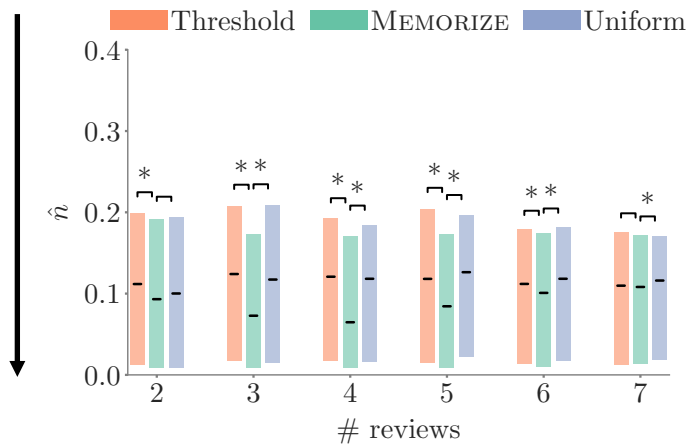 Threshold MEMORIZE Uniform
0.4
0.3
* * * * * * * * * *
0.2
n̂
0.1
0.0
2 3 4 5 6 7
# reviews